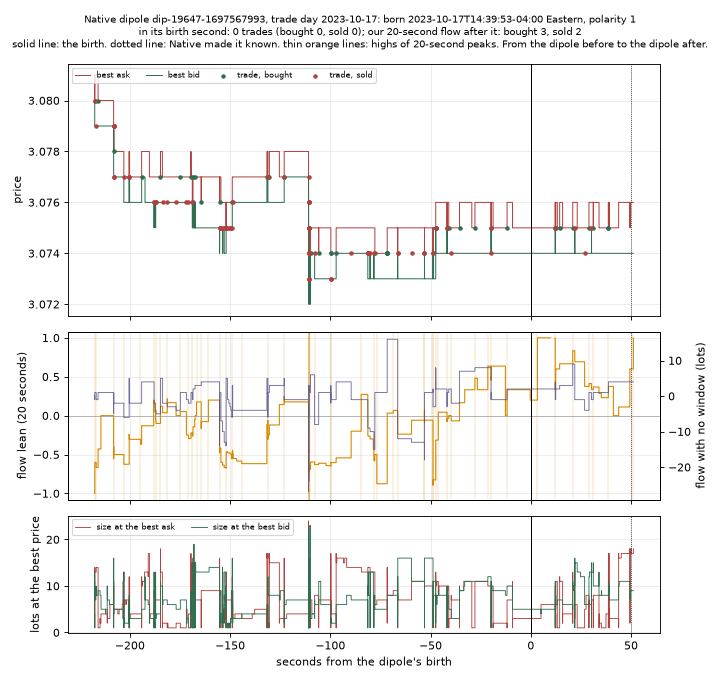 Native dipole dip-19647-1697567993, trade day 2023-10-17: born 2023-10-17T14:39:53-04:00 Eastern, polarity 1
in its birth second: 0 trades (bought 0, sold 0); our 20-second flow after it: bought 3, sold 2
solid line: the birth. dotted line: Native made it known. thin orange lines: highs of 20-second peaks. From the dipole before to the dipole after.
best ask best bid trade, bought trade, sold
3.080
3.078
3.076
3.074
3.072
price
1.0
0.5
0.0
−0.5
−1.0
flow lean (20 seconds)
10
0
−10
−20
flow with no window (lots)
size at the best ask size at the best bid
20
10
0
lots at the best price
−200 −150 −100 −50 0 50
seconds from the dipole's birth